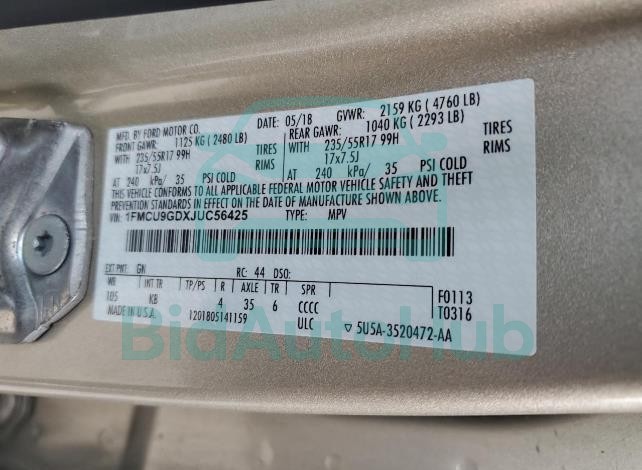 MFD. BY FORD MOTOR CO. DATE: 05/18 GVWR: 2159 KG ( 4760 LB)
FRONT GAWR: 1125 KG ( 2480 LB) REAR GAWR: 1040 KG ( 2293 LB)
WITH 235/55R17 99H TIRES WITH 235/55R17 99H TIRES
17x7.5J RIMS 17x7.5J RIMS
AT 240 kPa/ 35 PSI COLD AT 240 kPa/ 35 PSI COLD
THIS VEHICLE CONFORMS TO ALL APPLICABLE FEDERAL MOTOR VEHICLE SAFETY AND THEFT
PREVENTION STANDARDS IN EFFECT ON THE DATE OF MANUFACTURE SHOWN ABOVE.
VIN: 1FMCU9GDXJUC56425 TYPE: MPV
EXT PNT: GN RC: 44 DSO:
WB INT TR TP/PS R AXLE TR SPR
105 KB 4 35 6 CCCC F0113
MADE IN U.S.A. 1201805141159 ULC T0316
5U5A-3520472-AA
BidAutoHub